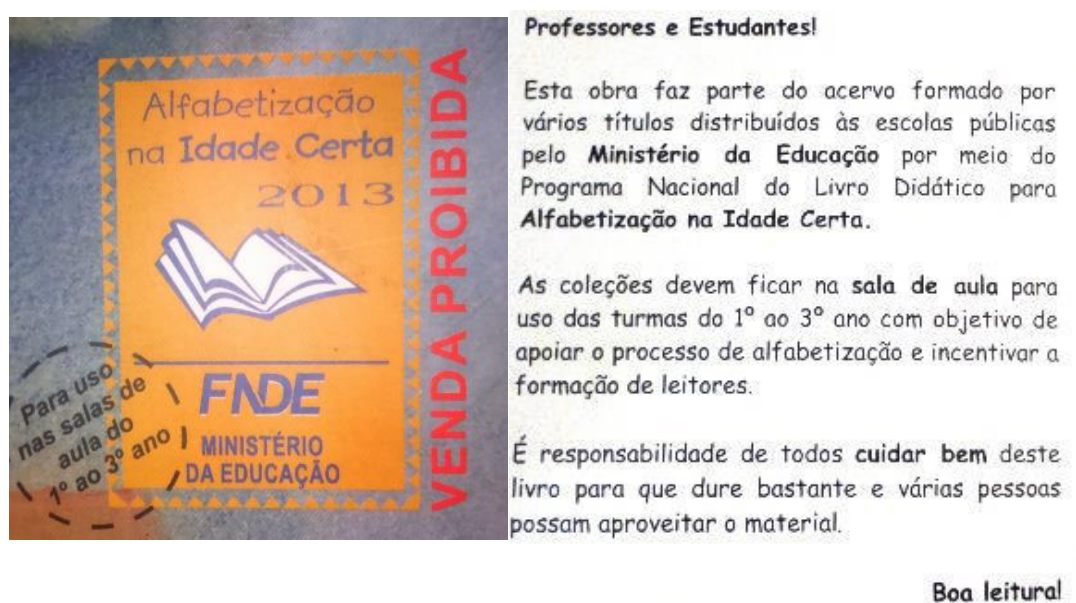 Alfabetização
na Idade Certa
2013
VENDA PROIBIDA
FNDE
MINISTÉRIO
DA EDUCAÇÃO
Para uso
nas salas de
aula do
1º ao 3º ano
Professores e Estudantes!
Esta obra faz parte do acervo formado por
vários títulos distribuídos às escolas públicas
pelo Ministério da Educação por meio do
Programa Nacional do Livro Didático para
Alfabetização na Idade Certa.
As coleções devem ficar na sala de aula para
uso das turmas do 1º ao 3º ano com objetivo de
apoiar o processo de alfabetização e incentivar a
formação de leitores.
É responsabilidade de todos cuidar bem deste
livro para que dure bastante e várias pessoas
possam aproveitar o material.
Boa leitura!